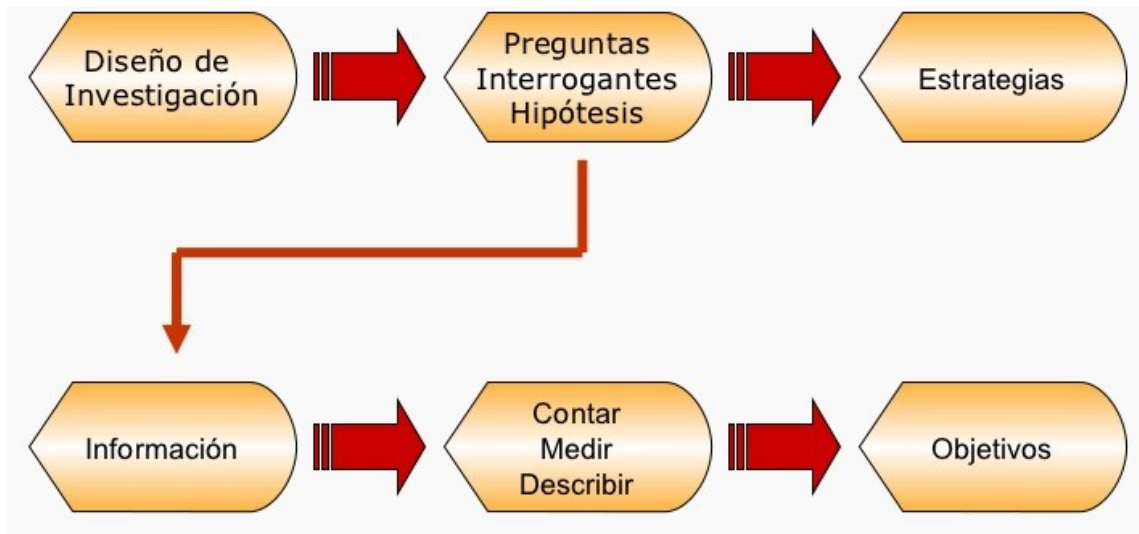 Diseño de
Investigación
Preguntas
Interrogantes
Hipótesis
Estrategias
Información
Contar
Medir
Describir
Objetivos